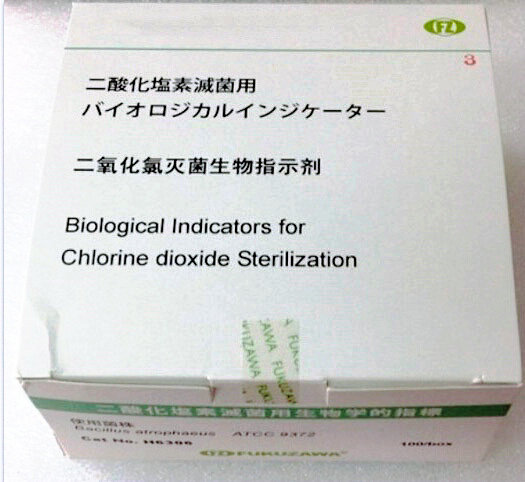 FZ
3
二酸化塩素滅菌用
バイオロジカルインジケーター
二氧化氯灭菌生物指示剂
Biological Indicators for
Chlorine dioxide Sterilization
二酸化塩素滅菌用生物学的指標
使用菌株
Bacillus atrophaeus ATCC 9372
Cat No. H6306
100/box
FUKUZAWA